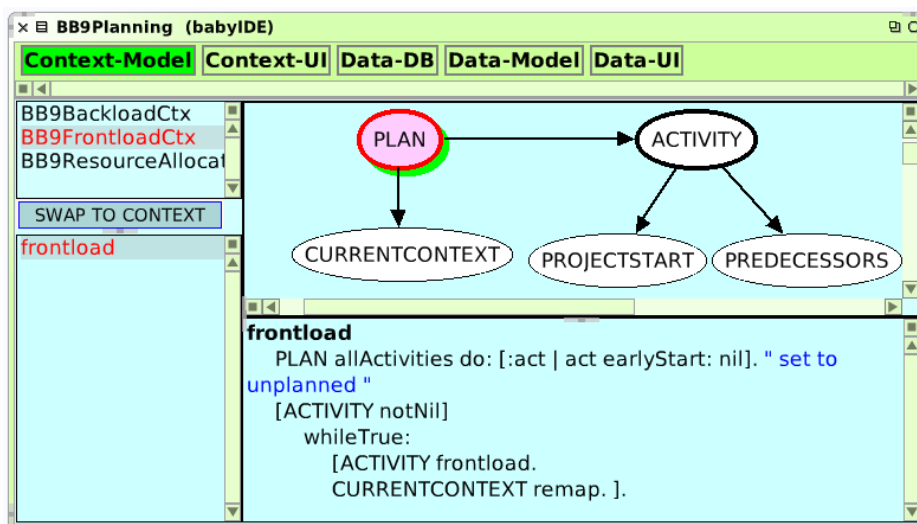 BB9Planning (babyIDE)
Context-Model Context-UI Data-DB Data-Model Data-UI
BB9BackloadCtx
BB9FrontloadCtx
BB9ResourceAllocat
SWAP TO CONTEXT
frontload
PLAN
ACTIVITY
CURRENTCONTEXT
PROJECTSTART
PREDECESSORS
frontload
PLAN allActivities do: [:act | act earlyStart: nil]. " set to
unplanned "
[ACTIVITY notNil]
whileTrue:
[ACTIVITY frontload.
CURRENTCONTEXT remap. ].